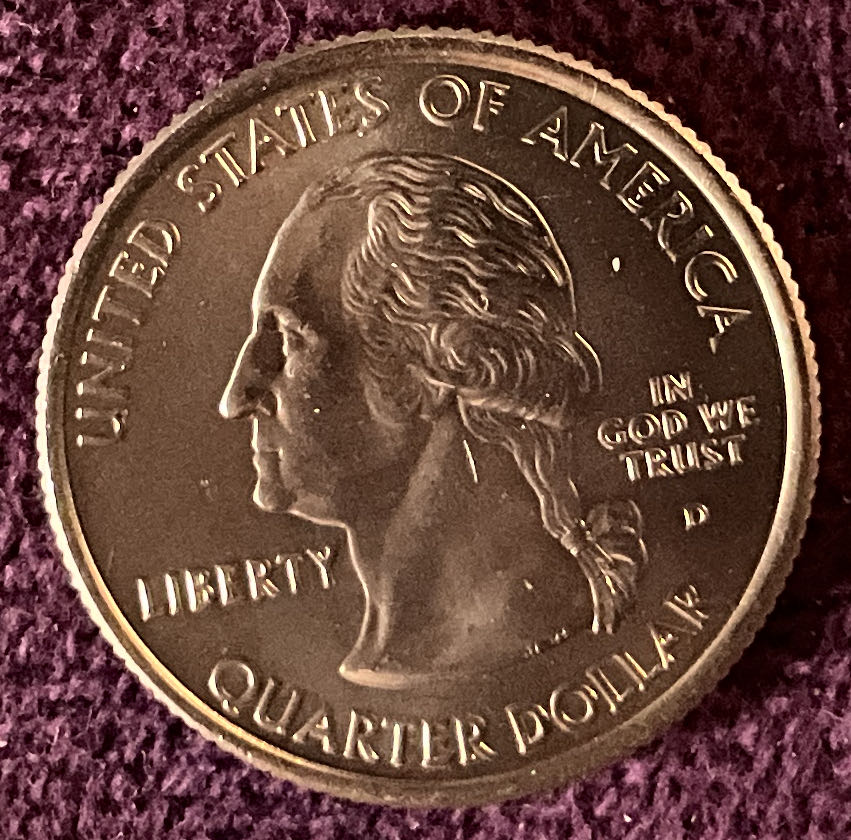 UNITED STATES OF AMERICA
IN
GOD WE
TRUST
D
LIBERTY
QUARTER DOLLAR